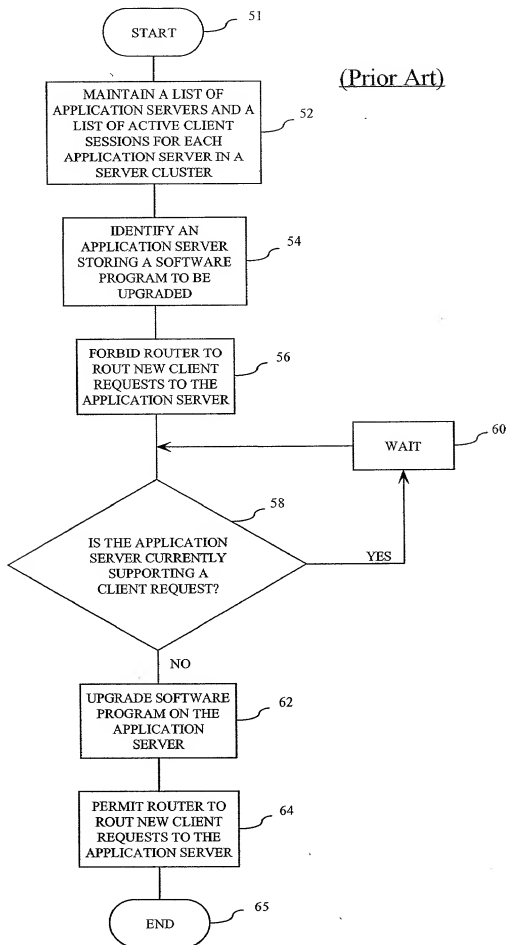 51
START
(Prior Art)
MAINTAIN A LIST OF
APPLICATION SERVERS AND A
LIST OF ACTIVE CLIENT
SESSIONS FOR EACH
APPLICATION SERVER IN A
SERVER CLUSTER
52
IDENTIFY AN
APPLICATION SERVER
STORING A SOFTWARE
PROGRAM TO BE
UPGRADED
54
FORBID ROUTER TO
ROUT NEW CLIENT
REQUESTS TO THE
APPLICATION SERVER
56
WAIT
60
58
IS THE APPLICATION
SERVER CURRENTLY
SUPPORTING A
CLIENT REQUEST?
YES
NO
UPGRADE SOFTWARE
PROGRAM ON THE
APPLICATION
SERVER
62
PERMIT ROUTER TO
ROUT NEW CLIENT
REQUESTS TO THE
APPLICATION SERVER
64
END
65